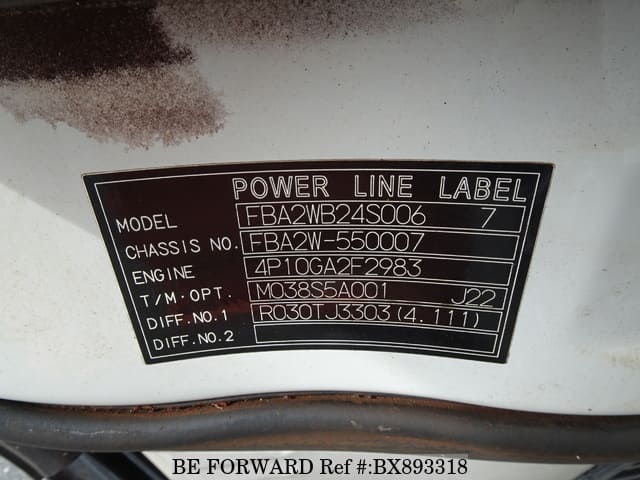 POWER LINE LABEL
MODEL FBA2WB24S006 7
CHASSIS NO. FBA2W-550007
ENGINE 4P10GA2F2983
T/M·OPT. M038S5A001 J22
DIFF.NO.1 R030TJ3303(4.111)
DIFF.NO.2
BE FORWARD Ref #:BX893318